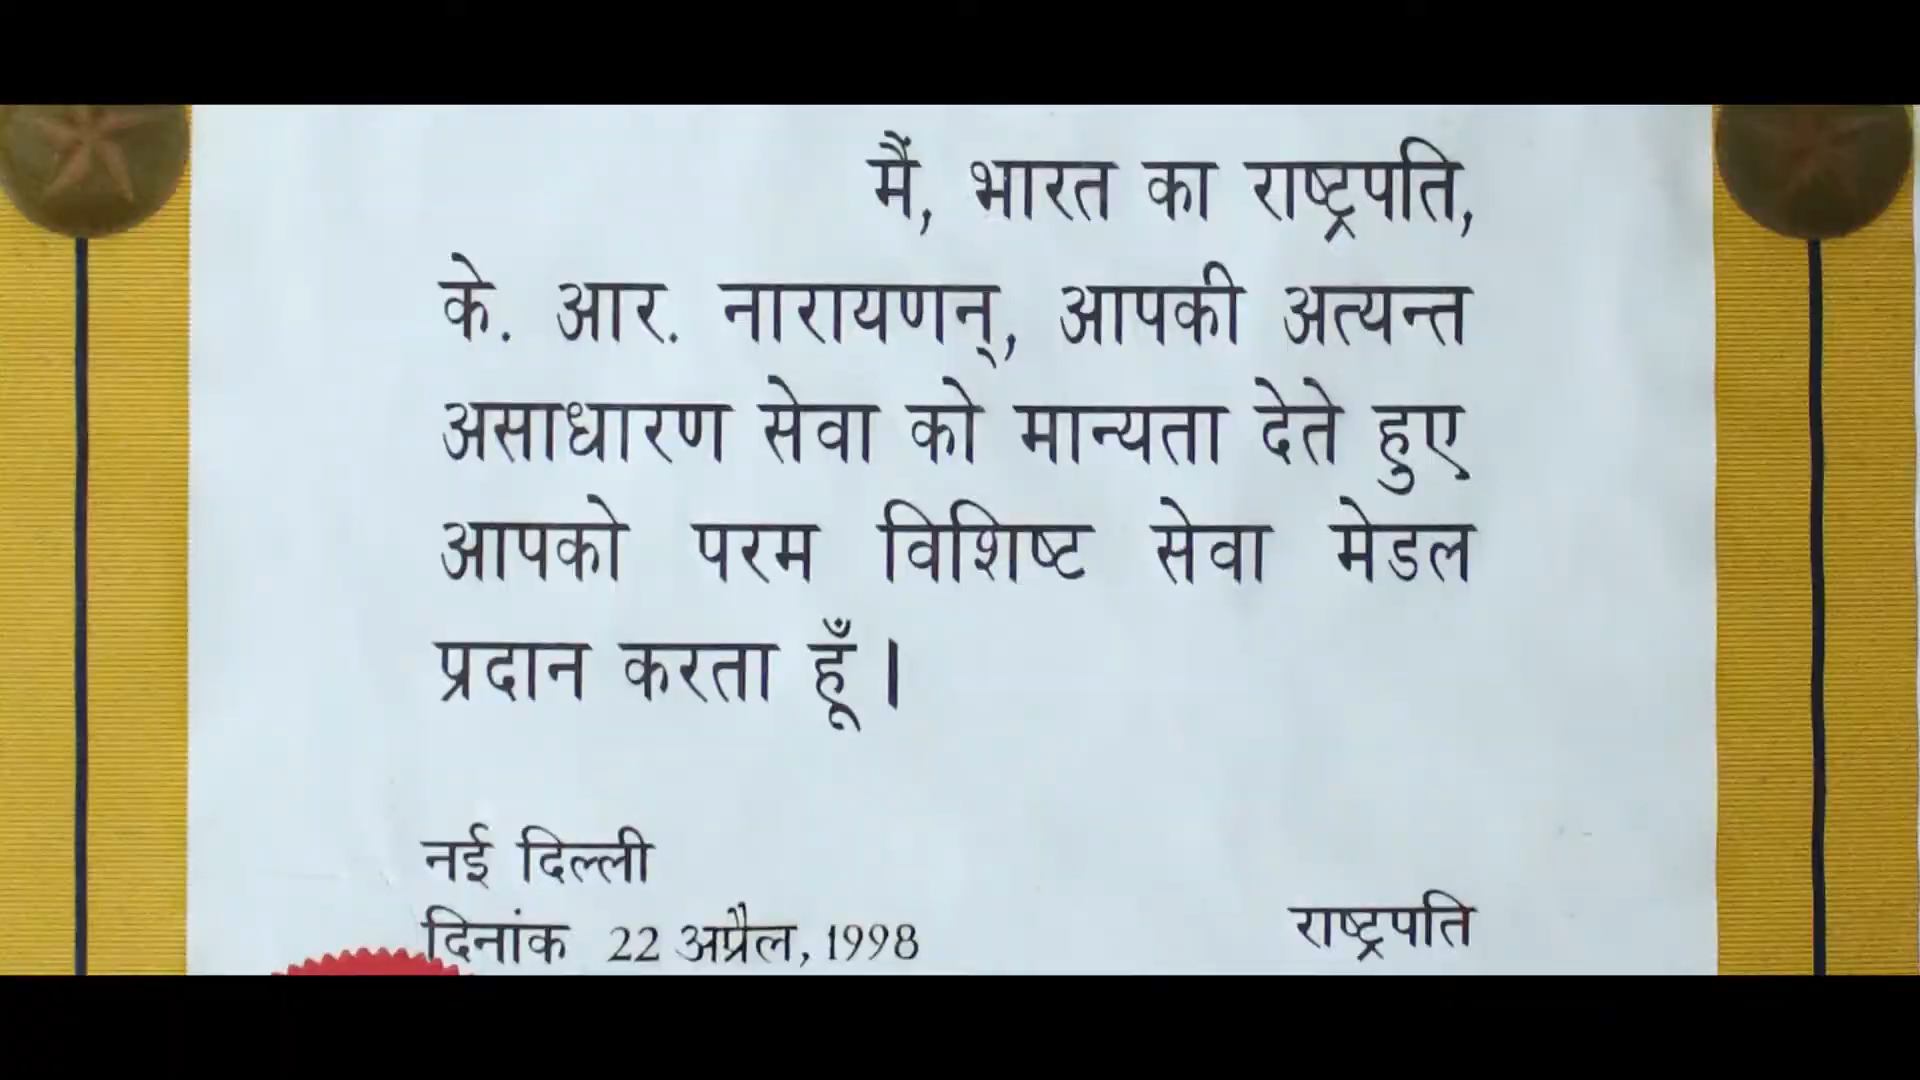 मैं, भारत का राष्ट्रपति,
के. आर. नारायणन्, आपकी अत्यन्त
असाधारण सेवा को मान्यता देते हुए
आपको परम विशिष्ट सेवा मेडल
प्रदान करता हूँ।
नई दिल्ली
दिनांक 22 अप्रैल, 1998
राष्ट्रपति